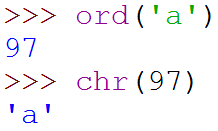 >>> ord('a')
97
>>> chr(97)
'a'